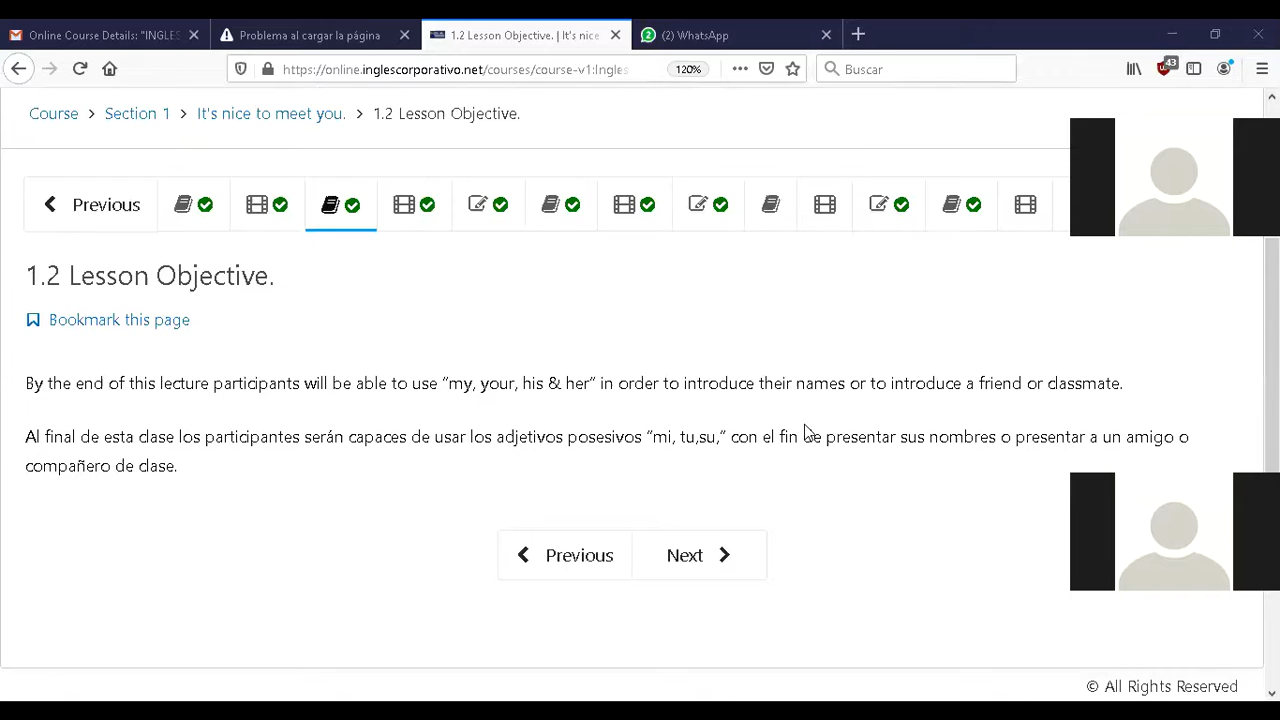 Online Course Details: "INGLES
Problema al cargar la página
1.2 Lesson Objective. | It's nice
(2) WhatsApp
https://online.inglescorporativo.net/courses/course-v1:Ingles
120%
Buscar
43
Course > Section 1 > It's nice to meet you. > 1.2 Lesson Objective.
Previous
1.2 Lesson Objective.
Bookmark this page
By the end of this lecture participants will be able to use “my, your, his & her” in order to introduce their names or to introduce a friend or classmate.
Al final de esta clase los participantes serán capaces de usar los adjetivos posesivos “mi, tu,su,” con el fin de presentar sus nombres o presentar a un amigo o
compañero de clase.
Previous
Next
© All Rights Reserved